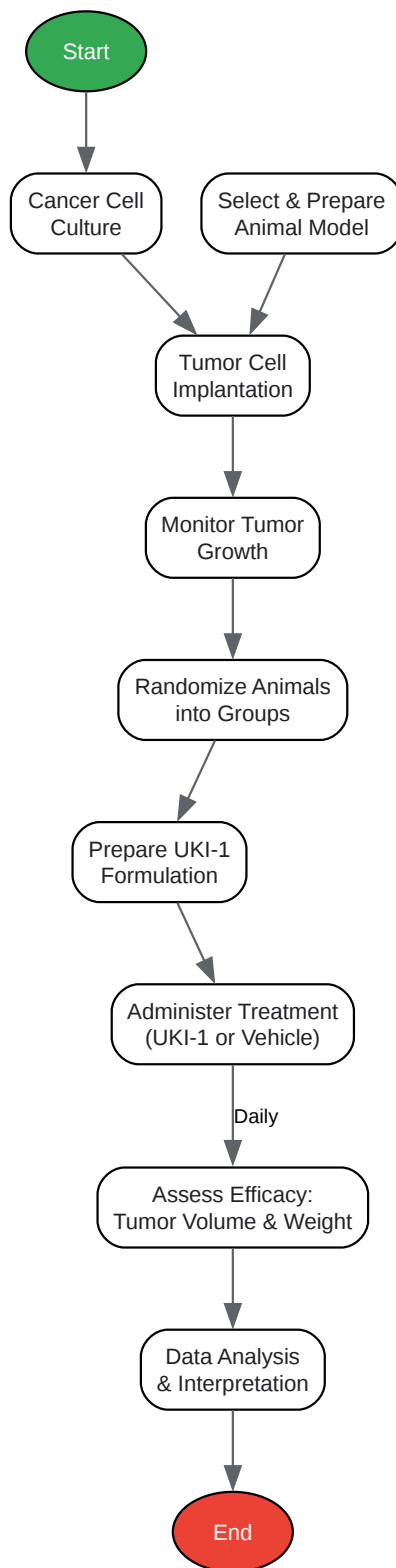 Start
Cancer Cell
Culture
Select & Prepare
Animal Model
Tumor Cell
Implantation
Monitor Tumor
Growth
Randomize Animals
into Groups
Prepare UKI-1
Formulation
Administer Treatment
(UKI-1 or Vehicle)
Daily
Assess Efficacy:
Tumor Volume & Weight
Data Analysis
& Interpretation
End